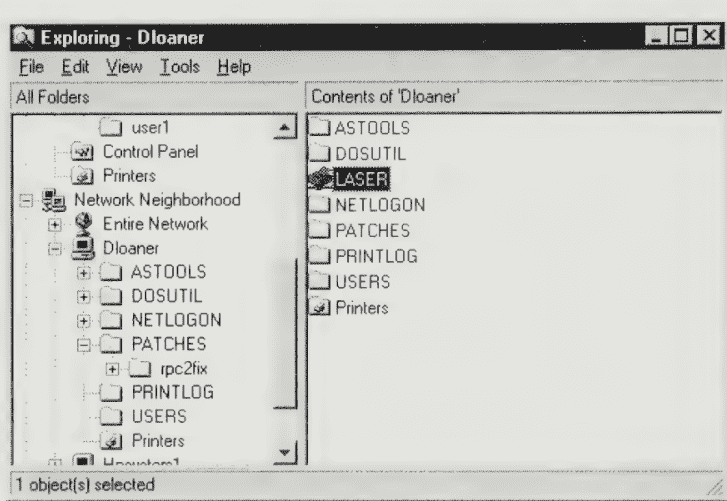 Exploring - Dloaner
File Edit View Tools Help
All Folders
Contents of 'Dloaner'
user1
Control Panel
Printers
Network Neighborhood
Entire Network
Dloaner
ASTOOLS
DOSUTIL
NETLOGON
PATCHES
rpc2fix
PRINTLOG
USERS
Printers
ASTOOLS
DOSUTIL
LASER
NETLOGON
PATCHES
PRINTLOG
USERS
Printers
1 object(s) selected